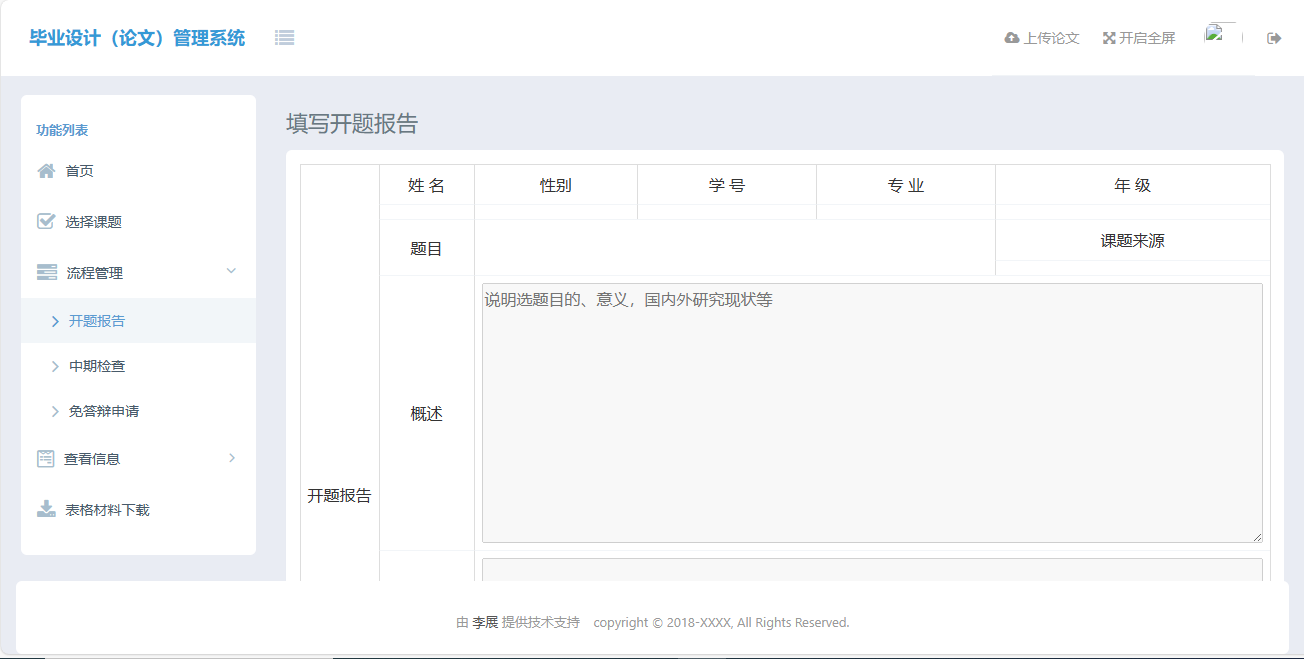 毕业设计（论文）管理系统
上传论文 开启全屏
功能列表
首页
选择课题
流程管理
开题报告
中期检查
免答辩申请
查看信息
表格材料下载
填写开题报告
姓 名 性别 学 号 专 业 年 级
题目 课题来源
说明选题目的、意义，国内外研究现状等
概述
开题报告
由 李展 提供技术支持 copyright © 2018-XXXX, All Rights Reserved.